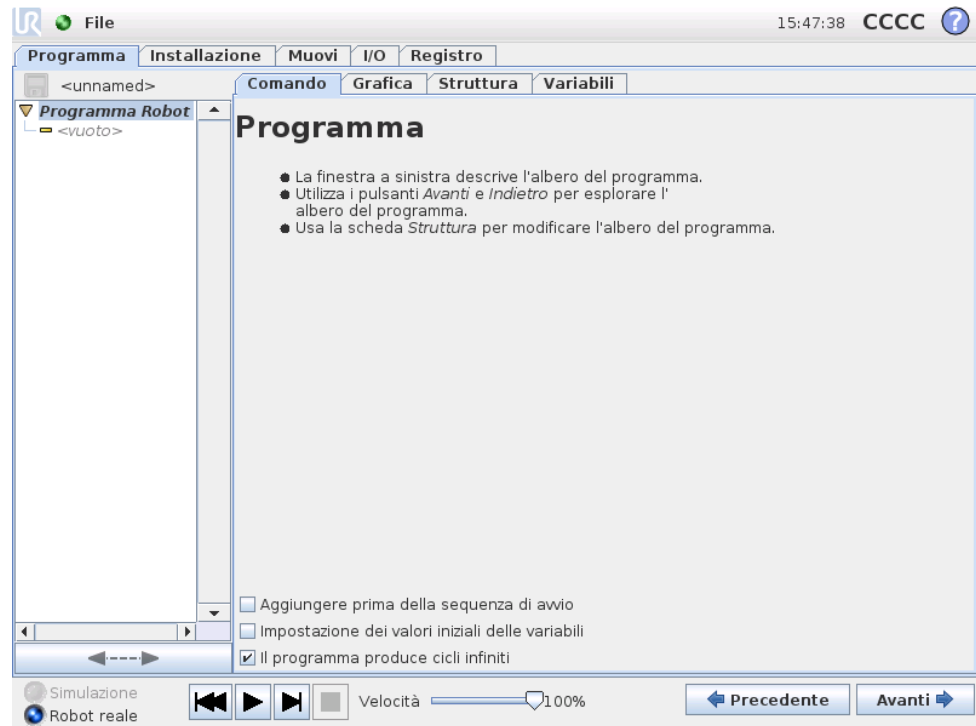 UR File 15:47:38 CCCC ?
Programma Installazione Muovi I/O Registro
<unnamed> Comando Grafica Struttura Variabili
Programma Robot
<vuoto>
Programma
La finestra a sinistra descrive l'albero del programma.
Utilizza i pulsanti Avanti e Indietro per esplorare l'
albero del programma.
Usa la scheda Struttura per modificare l'albero del programma.
Aggiungere prima della sequenza di avvio
Impostazione dei valori iniziali delle variabili
Il programma produce cicli infiniti
Simulazione
Robot reale
Velocità 100% Precedente Avanti